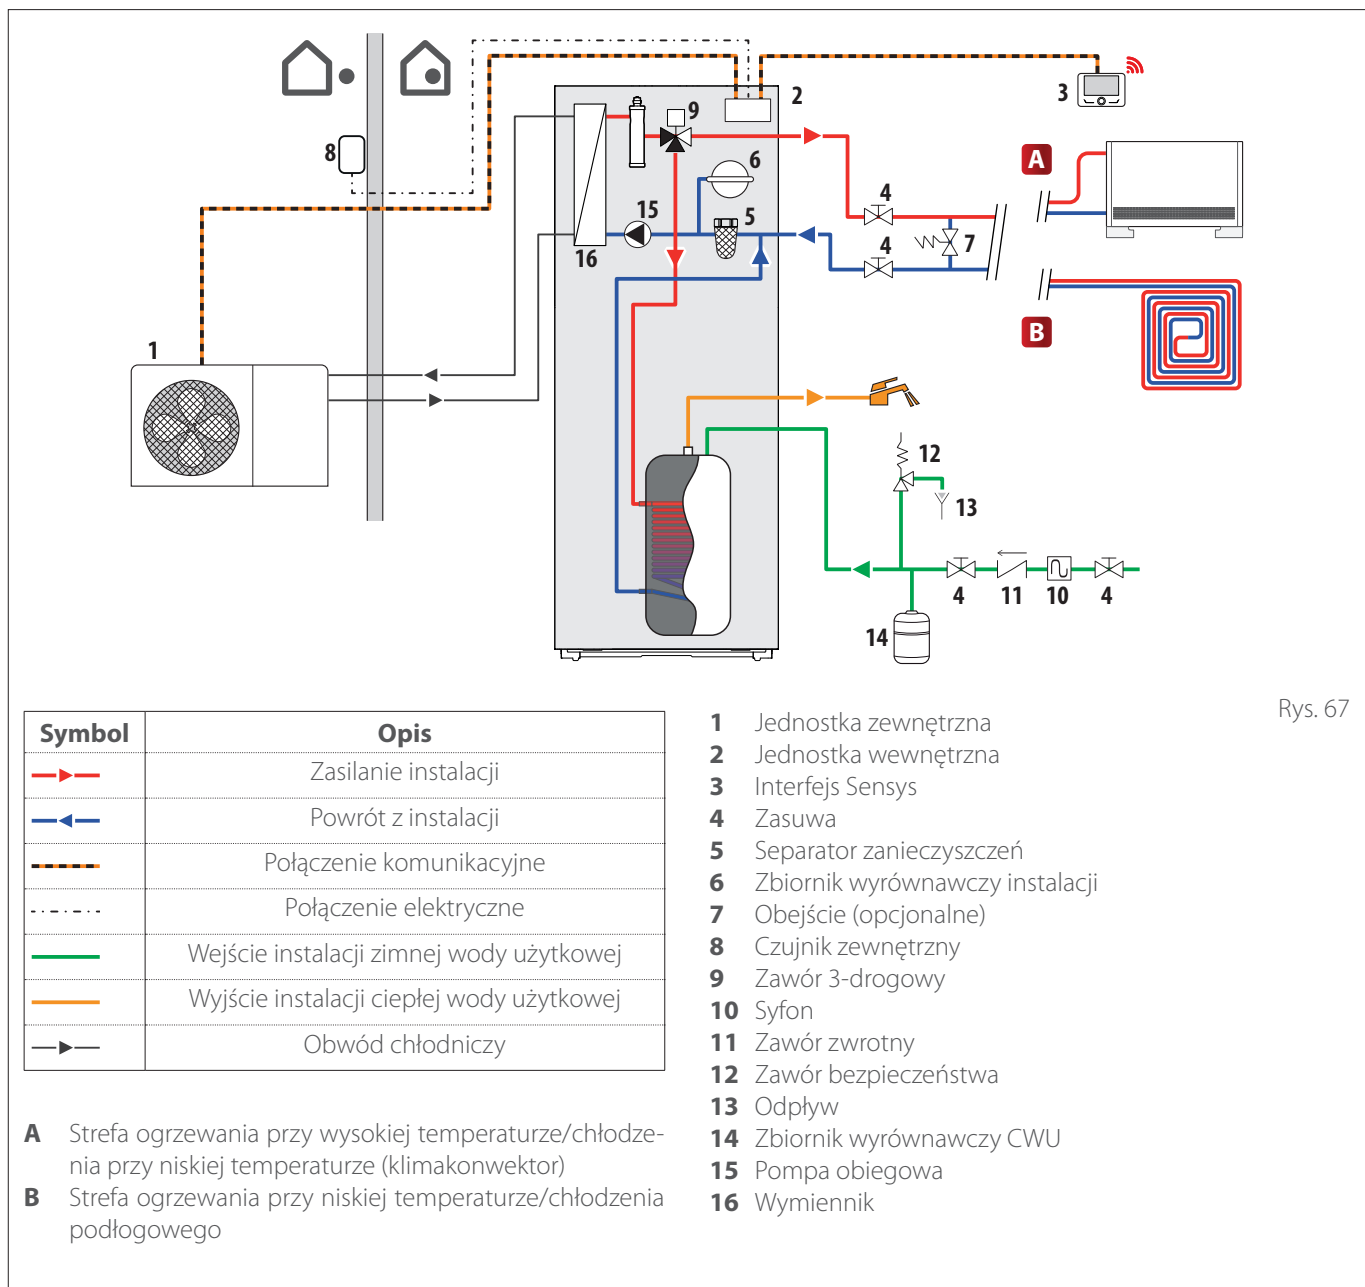 1
2
3
4
4
5
6
7
8
9
15
16
A
B
12
13
4
11
10
4
14
Rys. 67
Symbol Opis
Zasilanie instalacji
Powrót z instalacji
Połączenie komunikacyjne
Połączenie elektryczne
Wejście instalacji zimnej wody użytkowej
Wyjście instalacji ciepłej wody użytkowej
Obwód chłodniczy
A Strefa ogrzewania przy wysokiej temperaturze/chłodze-
nia przy niskiej temperaturze (klimakonwektor)
B Strefa ogrzewania przy niskiej temperaturze/chłodzenia
podłogowego
1 Jednostka zewnętrzna
2 Jednostka wewnętrzna
3 Interfejs Sensys
4 Zasuwa
5 Separator zanieczyszczeń
6 Zbiornik wyrównawczy instalacji
7 Obejście (opcjonalne)
8 Czujnik zewnętrzny
9 Zawór 3-drogowy
10 Syfon
11 Zawór zwrotny
12 Zawór bezpieczeństwa
13 Odpływ
14 Zbiornik wyrównawczy CWU
15 Pompa obiegowa
16 Wymiennik